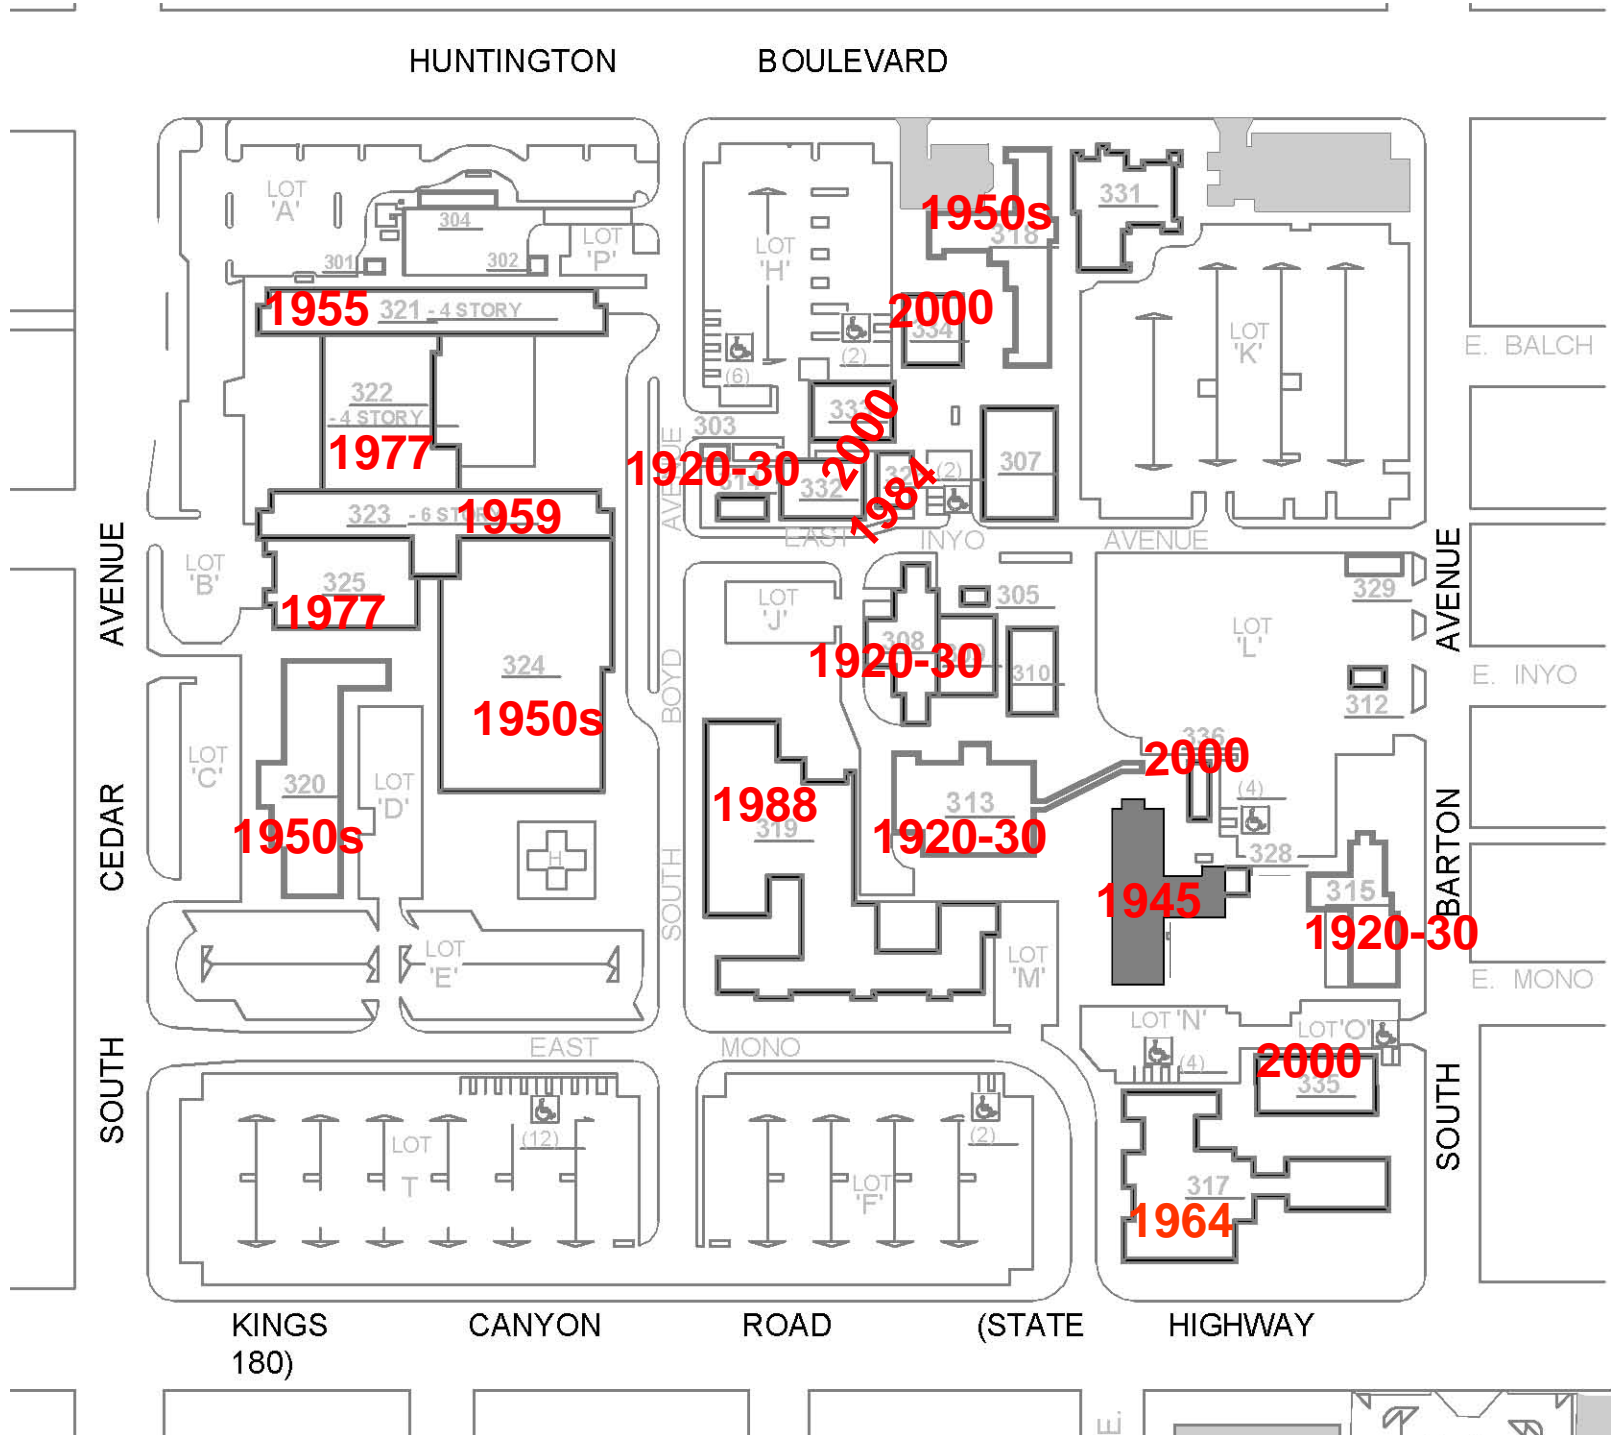 HUNTINGTON BOULEVARD
LOT 'A'
304
LOT 'P'
301
302
1955
321 - 4 STORY
322
- 4 STORY
1977
323 - 6 STORY
1959
325
1977
324
1950s
320
1950s
LOT 'B'
LOT 'C'
LOT 'D'
H
LOT 'E'
LOT T
(12)
LOT 'H'
(6)
(2)
1950s
318
331
2000
334
333
2000
303
1920-30
314
332
1984
(2)
307
LOT 'K'
EAST INYO AVENUE
AVENUE
BOYD
SOUTH
LOT 'J'
308
309
1920-30
305
310
LOT 'L'
329
312
336
2000
(4)
1988
319
313
1920-30
1945
328
315
1920-30
LOT 'M'
LOT 'N'
(4)
LOT 'O'
2000
335
317
1964
EAST MONO
LOT 'F'
(2)
AVENUE
CEDAR
SOUTH
AVENUE
BARTON
SOUTH
E. BALCH
E. INYO
E. MONO
KINGS CANYON ROAD (STATE HIGHWAY
180)
E.